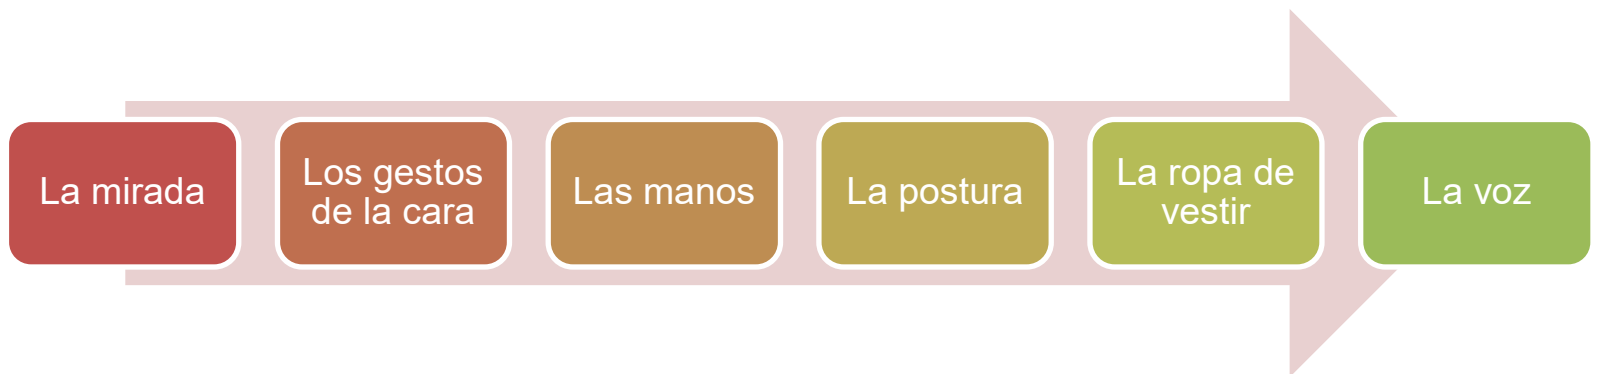 La mirada
Los gestos
de la cara
Las manos
La postura
La ropa de
vestir
La voz